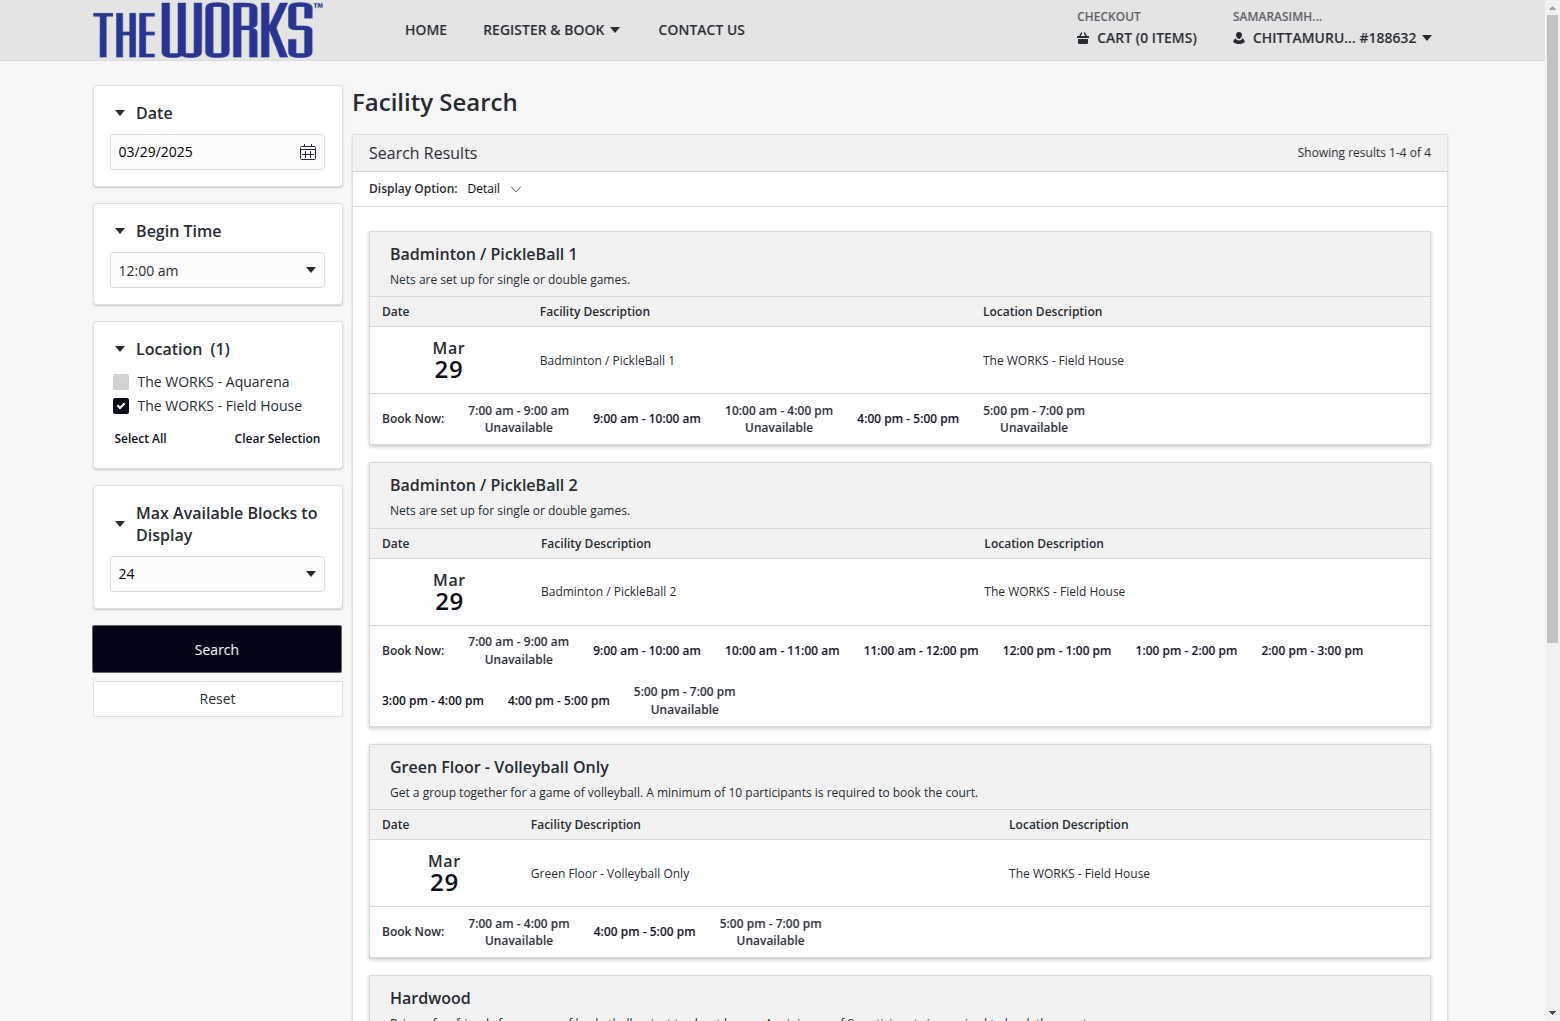 THE WORKS™
HOME
REGISTER & BOOK
CONTACT US
CHECKOUT
CART (0 ITEMS)
SAMARASIMH...
CHITTAMURU... #188632
Date
03/29/2025
Begin Time
12:00 am
Location (1)
The WORKS - Aquarena
The WORKS - Field House
Select All
Clear Selection
Max Available Blocks to
Display
24
Search
Reset
Facility Search
Search Results
Showing results 1-4 of 4
Display Option: Detail
Badminton / PickleBall 1
Nets are set up for single or double games.
Date Facility Description Location Description
Mar
29
Badminton / PickleBall 1
The WORKS - Field House
Book Now:
7:00 am - 9:00 am
Unavailable
9:00 am - 10:00 am
10:00 am - 4:00 pm
Unavailable
4:00 pm - 5:00 pm
5:00 pm - 7:00 pm
Unavailable
Badminton / PickleBall 2
Nets are set up for single or double games.
Date Facility Description Location Description
Mar
29
Badminton / PickleBall 2
The WORKS - Field House
Book Now:
7:00 am - 9:00 am
Unavailable
9:00 am - 10:00 am
10:00 am - 11:00 am
11:00 am - 12:00 pm
12:00 pm - 1:00 pm
1:00 pm - 2:00 pm
2:00 pm - 3:00 pm
3:00 pm - 4:00 pm
4:00 pm - 5:00 pm
5:00 pm - 7:00 pm
Unavailable
Green Floor - Volleyball Only
Get a group together for a game of volleyball. A minimum of 10 participants is required to book the court.
Date Facility Description Location Description
Mar
29
Green Floor - Volleyball Only
The WORKS - Field House
Book Now:
7:00 am - 4:00 pm
Unavailable
4:00 pm - 5:00 pm
5:00 pm - 7:00 pm
Unavailable
Hardwood